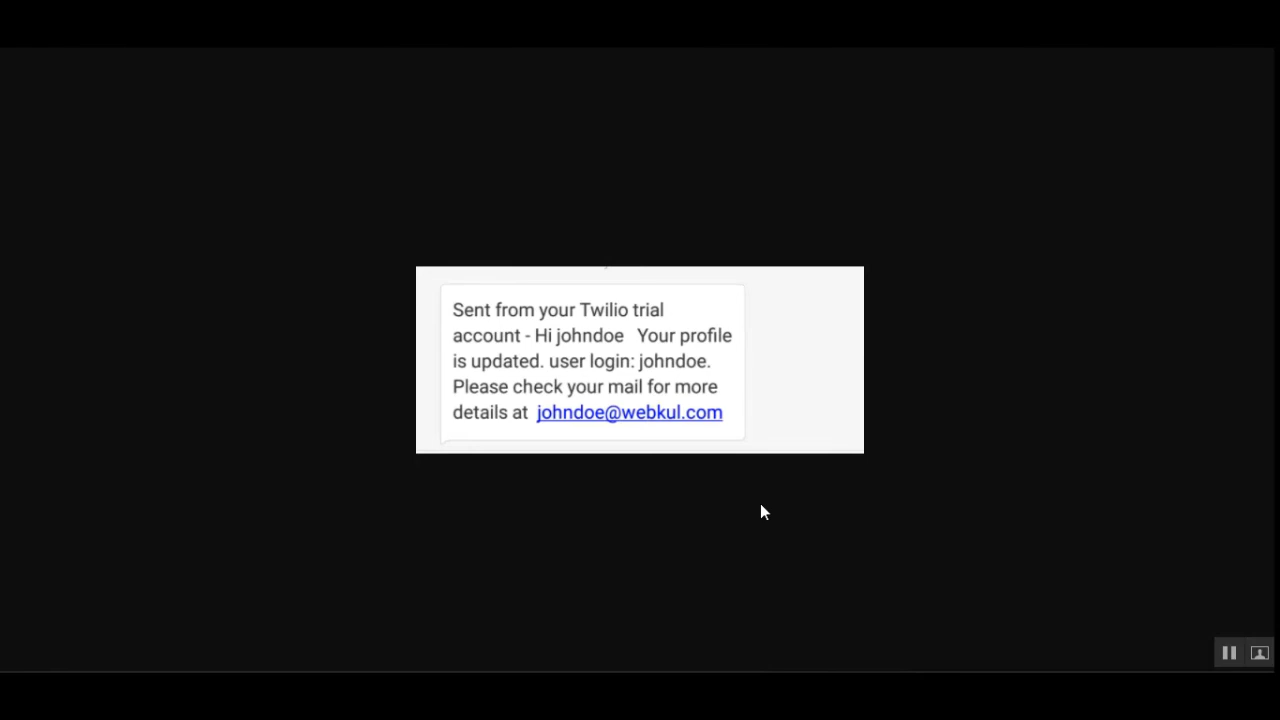 Sent from your Twilio trial
account - Hi johndoe   Your profile
is updated. user login: johndoe.
Please check your mail for more
details at  johndoe@webkul.com